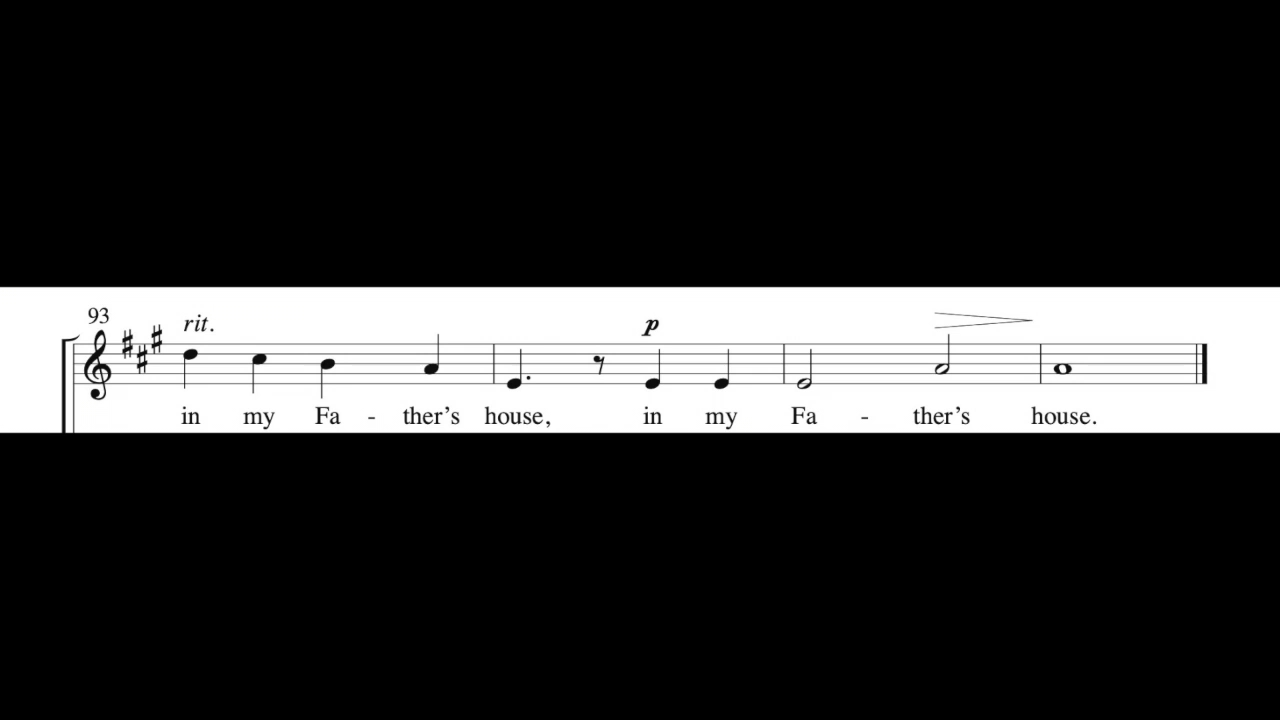 93
rit.
p
in my Fa - ther’s house, in my Fa - ther’s house.